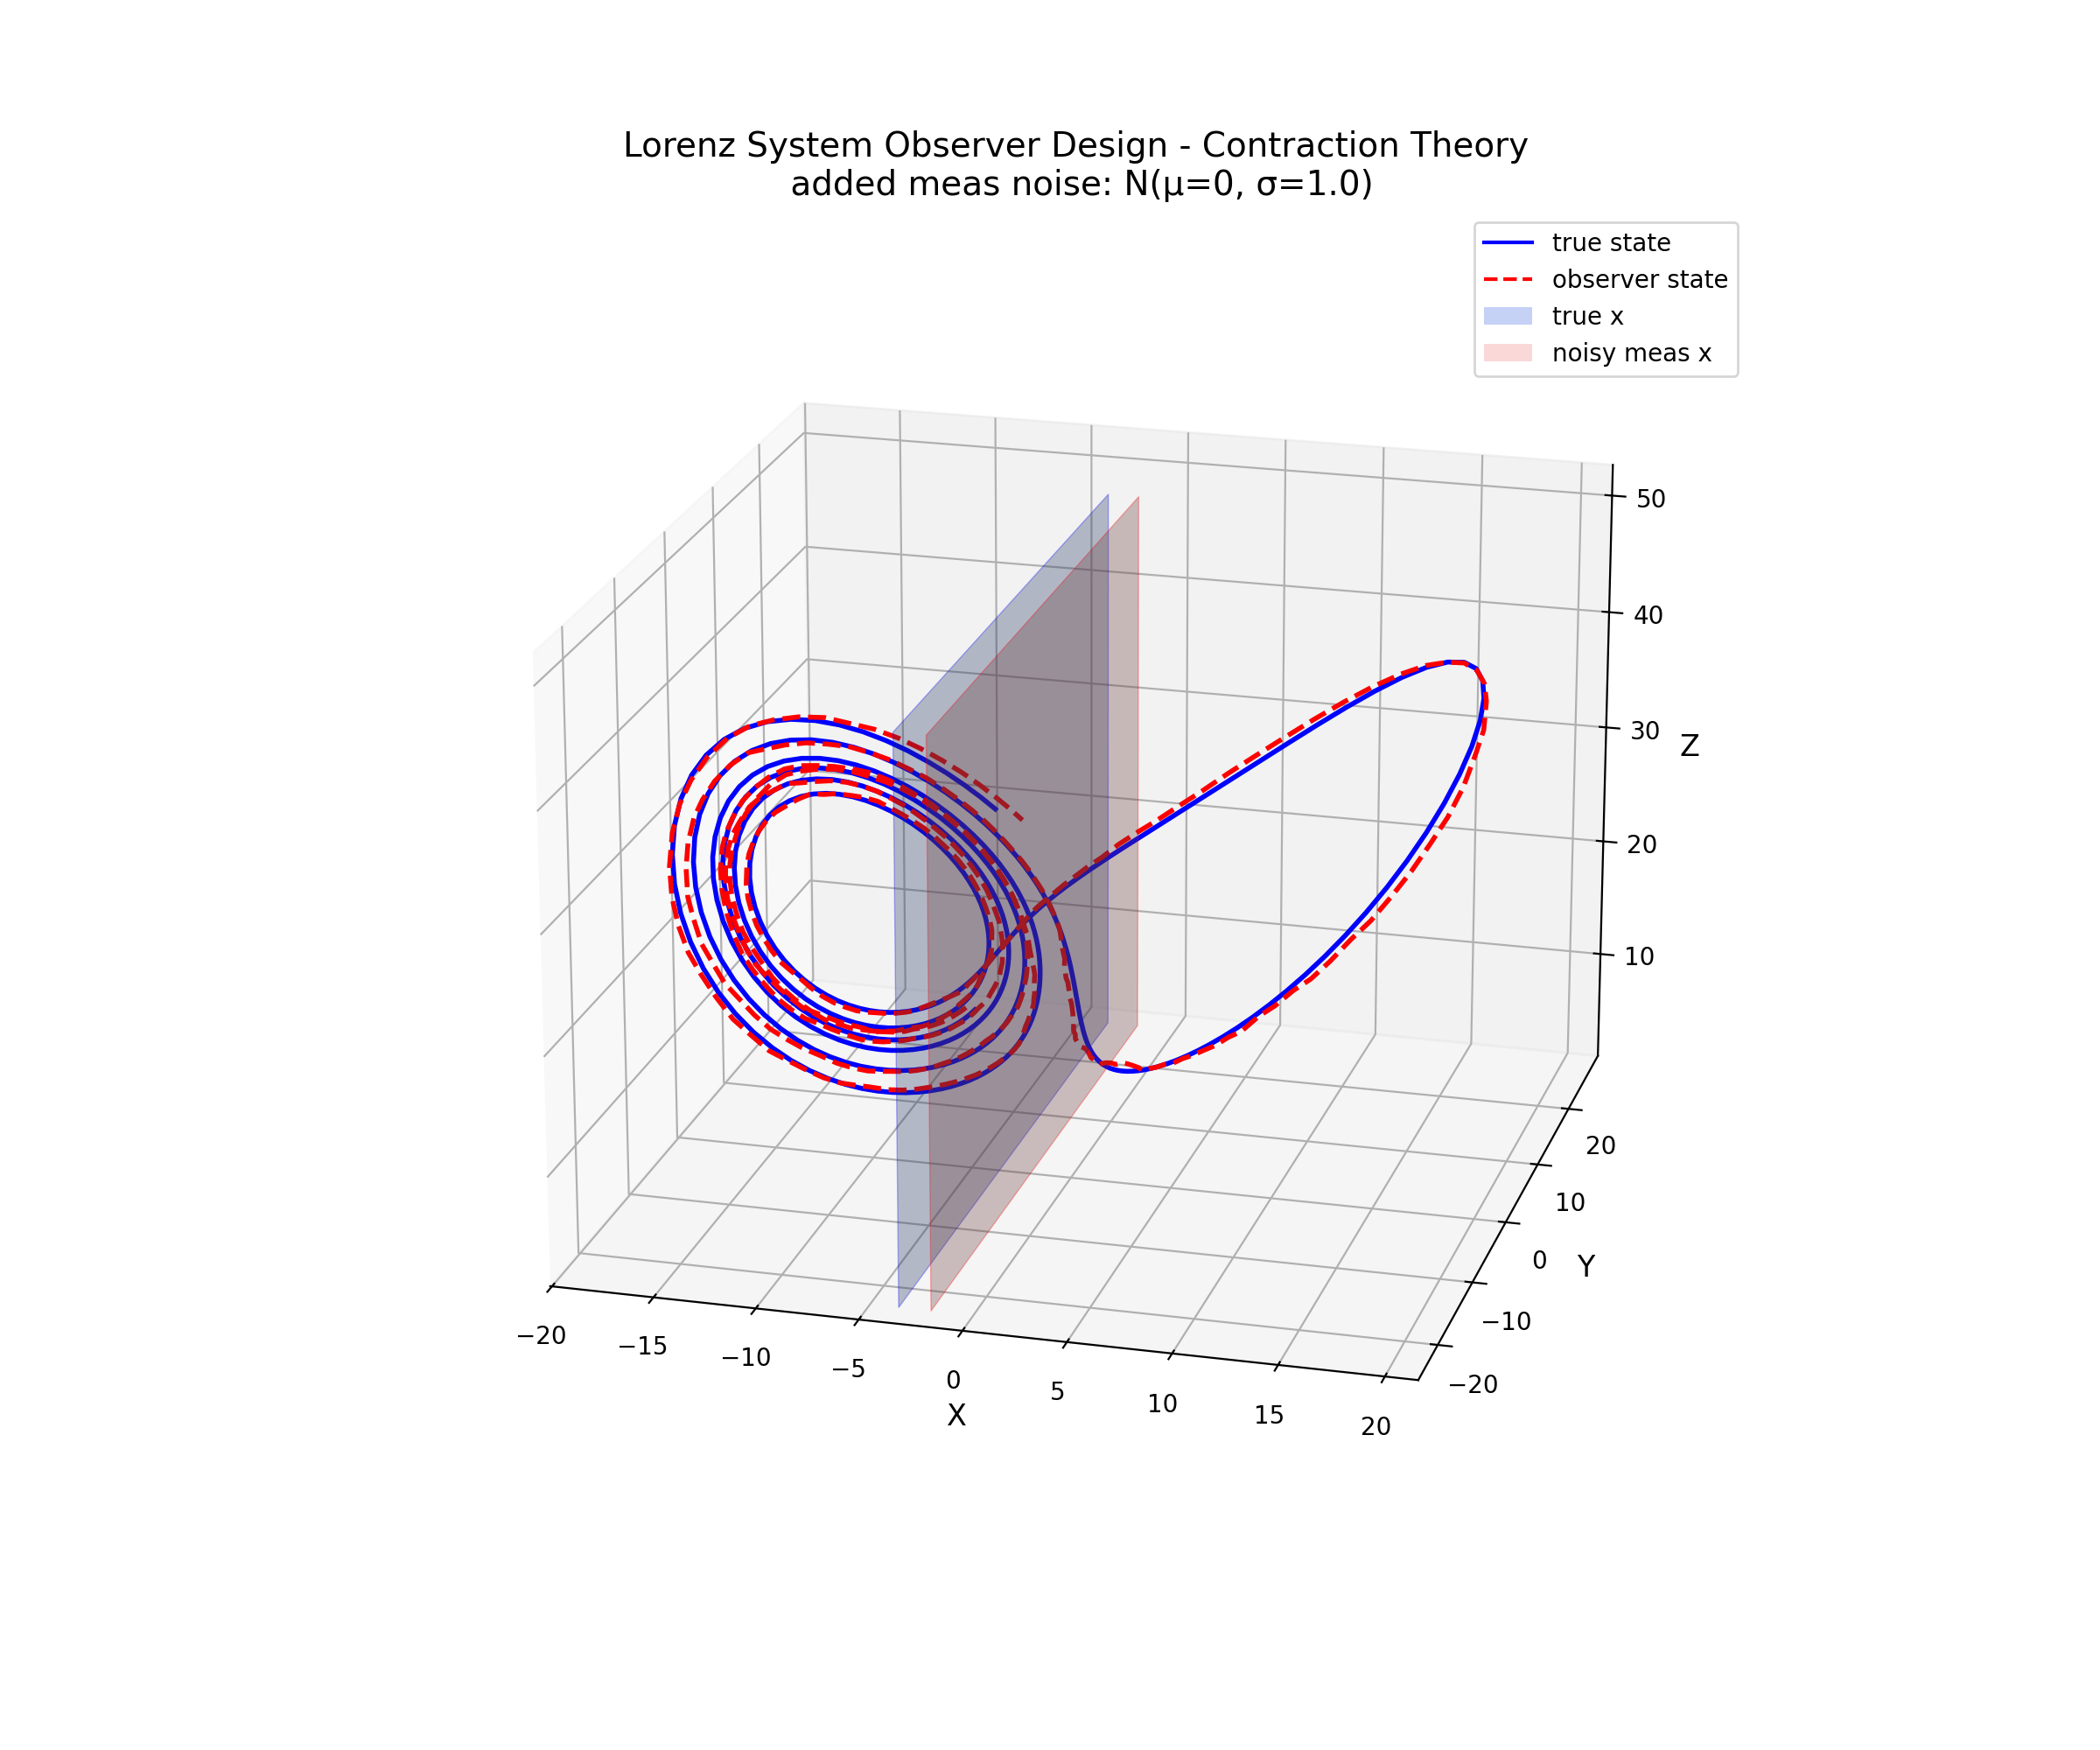 Lorenz System Observer Design - Contraction Theory
added meas noise: N(μ=0, σ=1.0)
true state
observer state
true x
noisy meas x
50
40
30
20
10
Z
20
10
0
−10
−20
Y
−20
−15
−10
−5
0
5
10
15
20
X